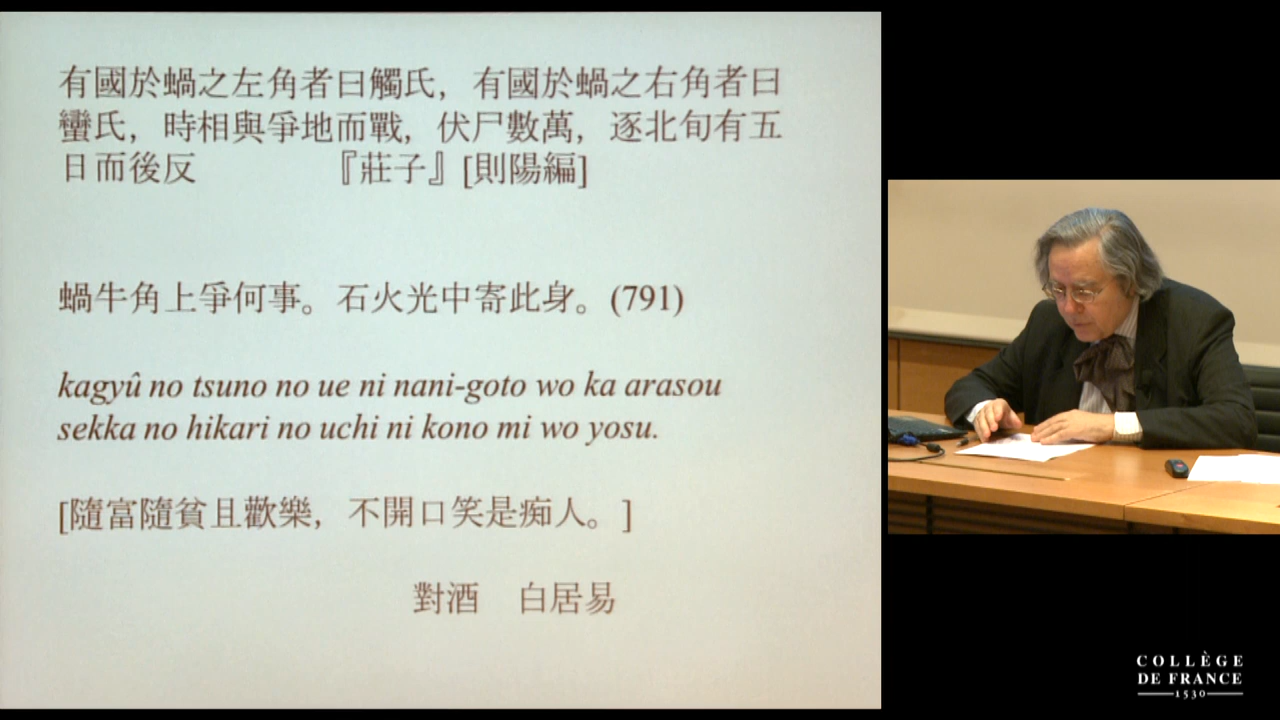 有國於蝸之左角者曰觸氏，有國於蝸之右角者曰
蠻氏，時相與爭地而戰，伏尸數萬，逐北旬有五
日而後反 『莊子』[則陽編]
蝸牛角上爭何事。石火光中寄此身。(791)
kagyû no tsuno no ue ni nani-goto wo ka arasou
sekka no hikari no uchi ni kono mi wo yosu.
[隨富隨貧且歡樂，不開口笑是痴人。]
對酒 白居易
COLLÈGE
DE FRANCE
1530